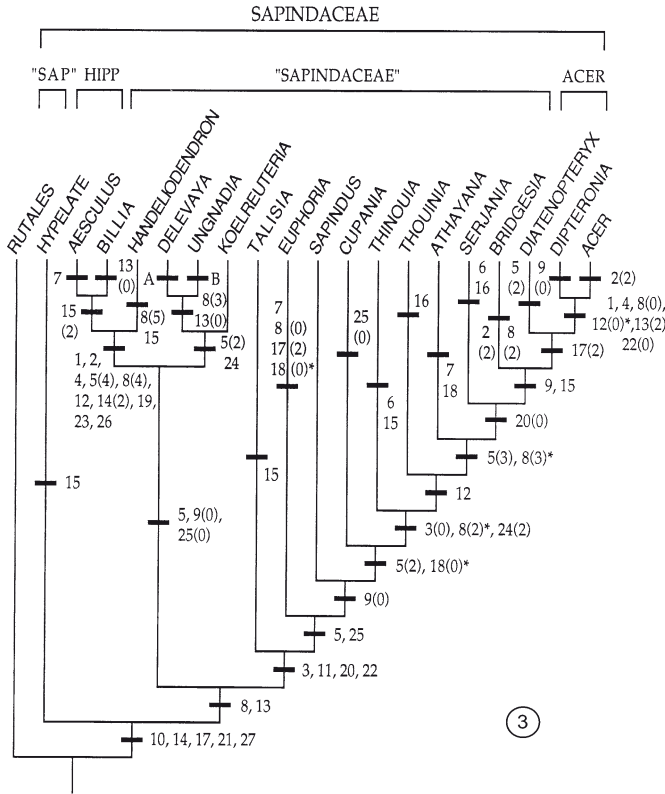 SAPINDACEAE
"SAP" HIPP "SAPINDACEAE" ACER
RUTALES
HYPELATE
AESCULUS
BILLIA
HANDELIODENDRON
DELEVAYA
UNGNADIA
KOELREUTERIA
TALISIA
EUPHORIA
SAPINDUS
CUPANIA
THINOUIA
THOUINIA
ATHAYANA
SERJANIA
BRIDGESIA
DIATENOPTERYX
DIPTERONIA
ACER
7
13
(0)
A
B
15
(2)
8(5)
15
8(3)
13(0)
5(2)
24
1, 2,
4, 5(4), 8(4),
12, 14(2), 19,
23, 26
7
8 (0)
17(2)
18 (0)*
25
(0)
6
15
16
7
18
6
16
2
(2)
8
(2)
5
(2)
9
(0)
2(2)
1, 4, 8(0),
12(0)*, 13(2)
22(0)
17(2)
9, 15
20(0)
5(3), 8(3)*
12
3(0), 8(2)*, 24(2)
5(2), 18(0)*
9(0)
5, 25
3, 11, 20, 22
15
15
5, 9(0),
25(0)
8, 13
10, 14, 17, 21, 27
3